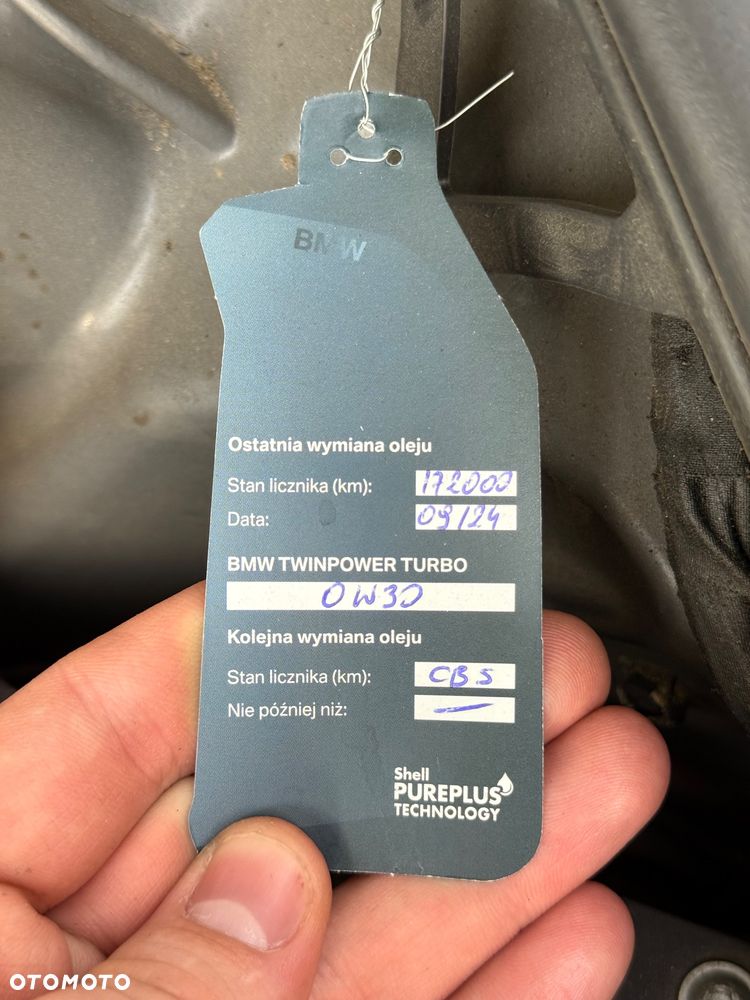 BMW
Ostatnia wymiana oleju
Stan licznika (km): 172000
Data: 09/24
BMW TWINPOWER TURBO
0W30
Kolejna wymiana oleju
Stan licznika (km): CBS
Nie później niż: —
Shell
PUREPLUS
TECHNOLOGY
OTOMOTO